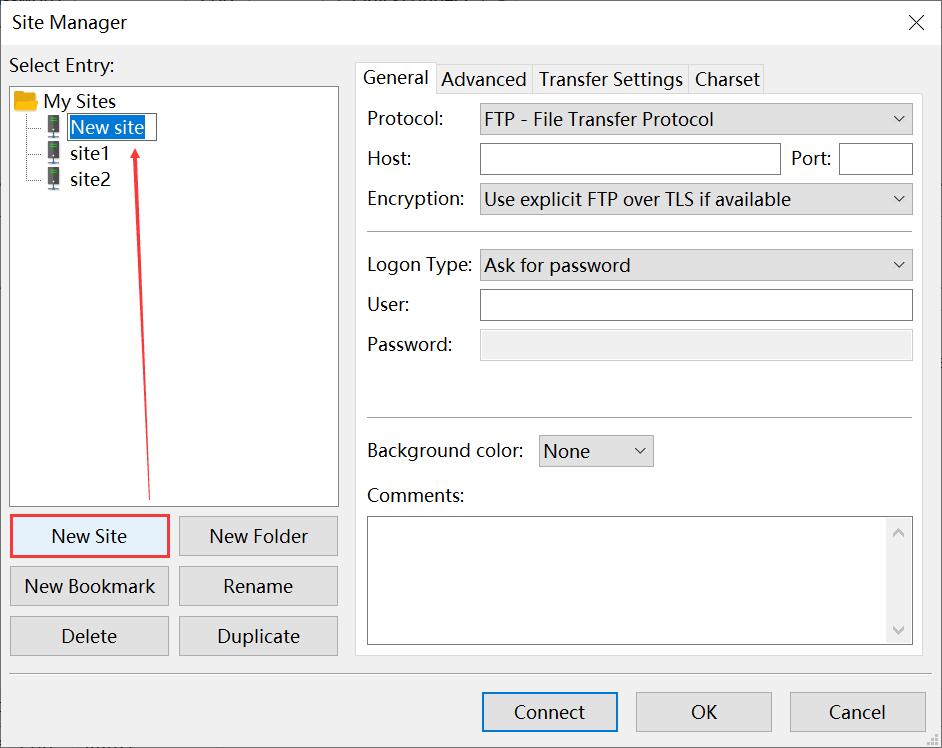 Site Manager
Select Entry:
My Sites
New site
site1
site2
New Site
New Folder
New Bookmark
Rename
Delete
Duplicate
General
Advanced
Transfer Settings
Charset
Protocol:
FTP - File Transfer Protocol
Host:
Port:
Encryption:
Use explicit FTP over TLS if available
Logon Type:
Ask for password
User:
Password:
Background color:
None
Comments:
Connect
OK
Cancel